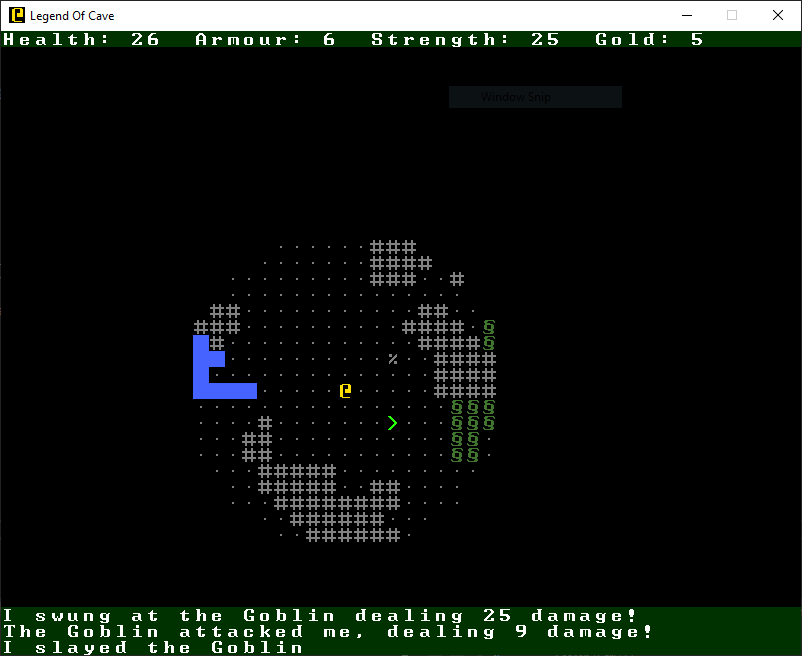 Legend Of Cave
Health: 26 Armour: 6 Strength: 25 Gold: 5
Window Snip
I swung at the Goblin dealing 25 damage!
The Goblin attacked me, dealing 9 damage!
I slayed the Goblin